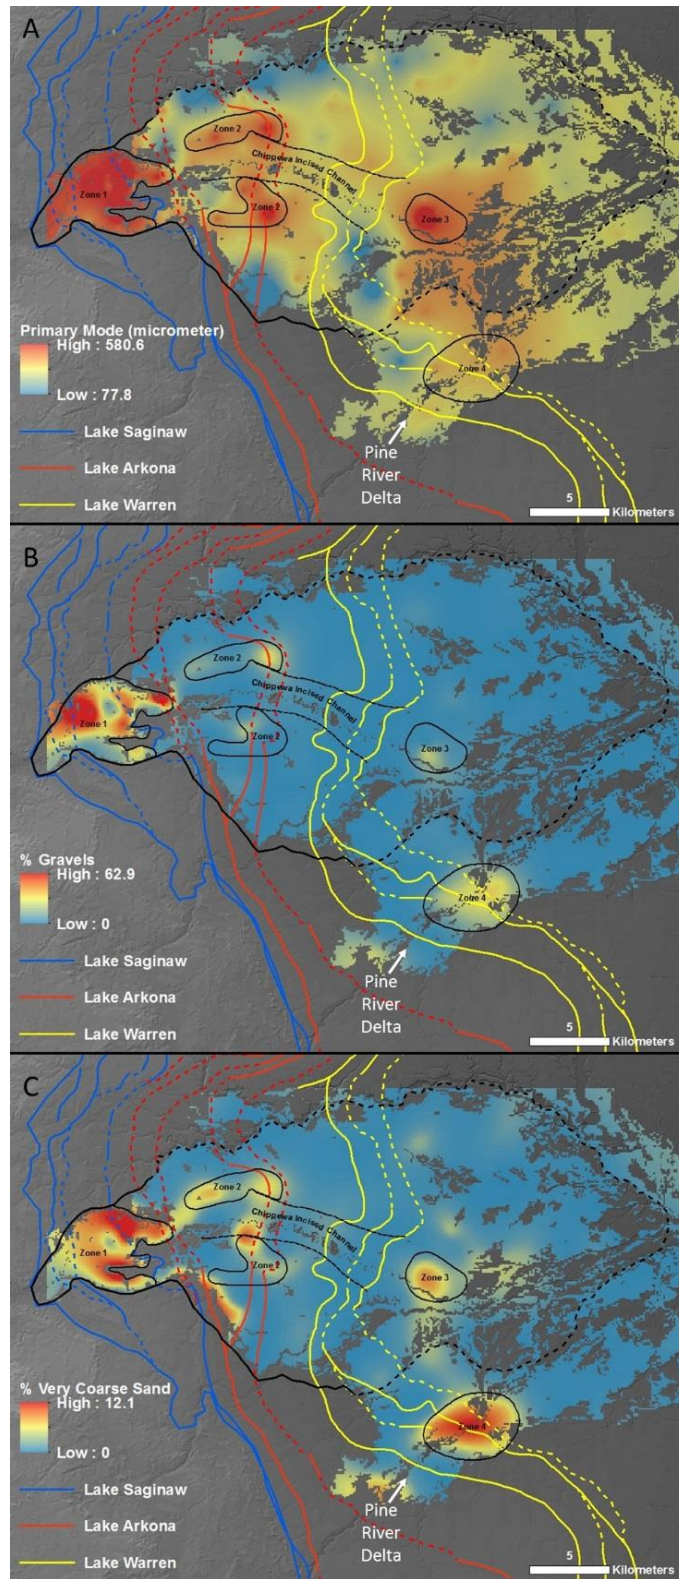 A
Zone 2
Chippewa Incised Channel
Zone 1
Zone 2
Zone 3
Primary Mode (micrometer)
High : 580.6
Low : 77.8
Zone 4
Lake Saginaw
Lake Arkona
Lake Warren
Pine
River
Delta
5
Kilometers
B
Zone 2
Chippewa Incised Channel
Zone 1
Zone 2
Zone 3
% Gravels
High : 62.9
Low : 0
Zone 4
Lake Saginaw
Lake Arkona
Lake Warren
Pine
River
Delta
5
Kilometers
C
Zone 2
Chippewa Incised Channel
Zone 1
Zone 2
Zone 3
% Very Coarse Sand
High : 12.1
Low : 0
Zone 4
Lake Saginaw
Lake Arkona
Lake Warren
Pine
River
Delta
5
Kilometers